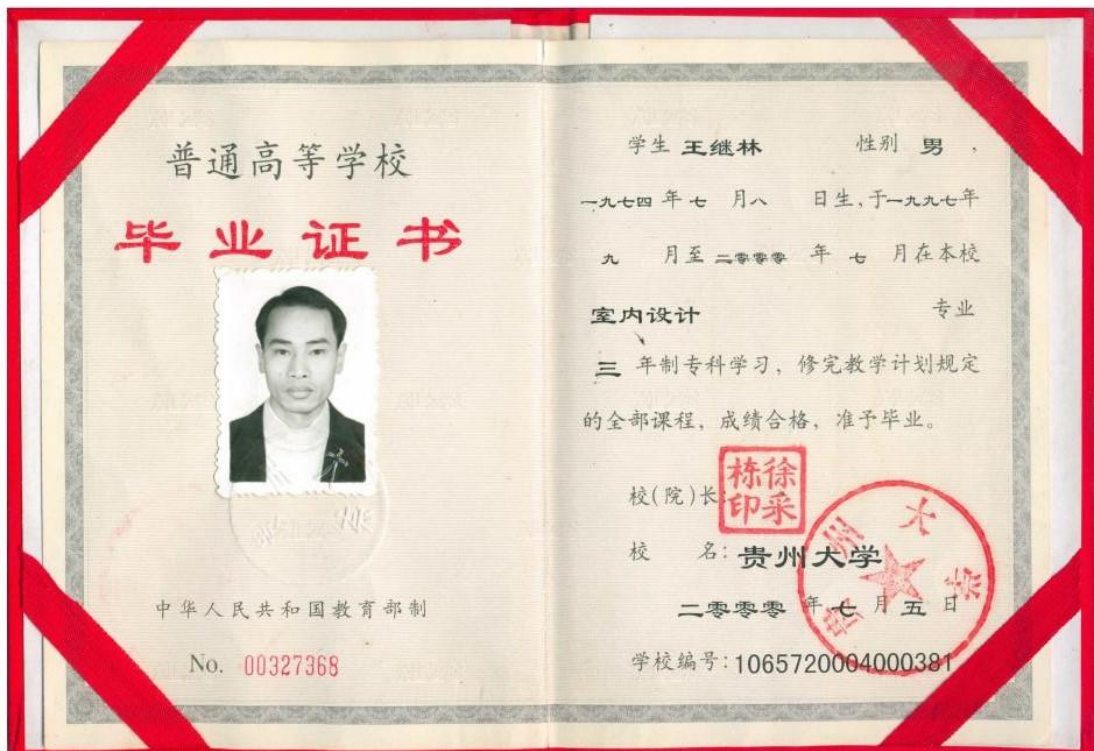 普通高等学校
毕业证书
中华人民共和国教育部制
No. 00327368
学生 王继林 性别 男，
一九七四 年 七 月 八 日生，于 一九九七 年
九 月至 二零零零 年 七 月在本校
室内设计 专业
三 年制专科学习，修完教学计划规定
的全部课程，成绩合格，准予毕业。
校(院)长：
徐采栋印
校 名：贵州大学
贵州大学
二零零零 年 七 月 五 日
学校编号：1065720004000381